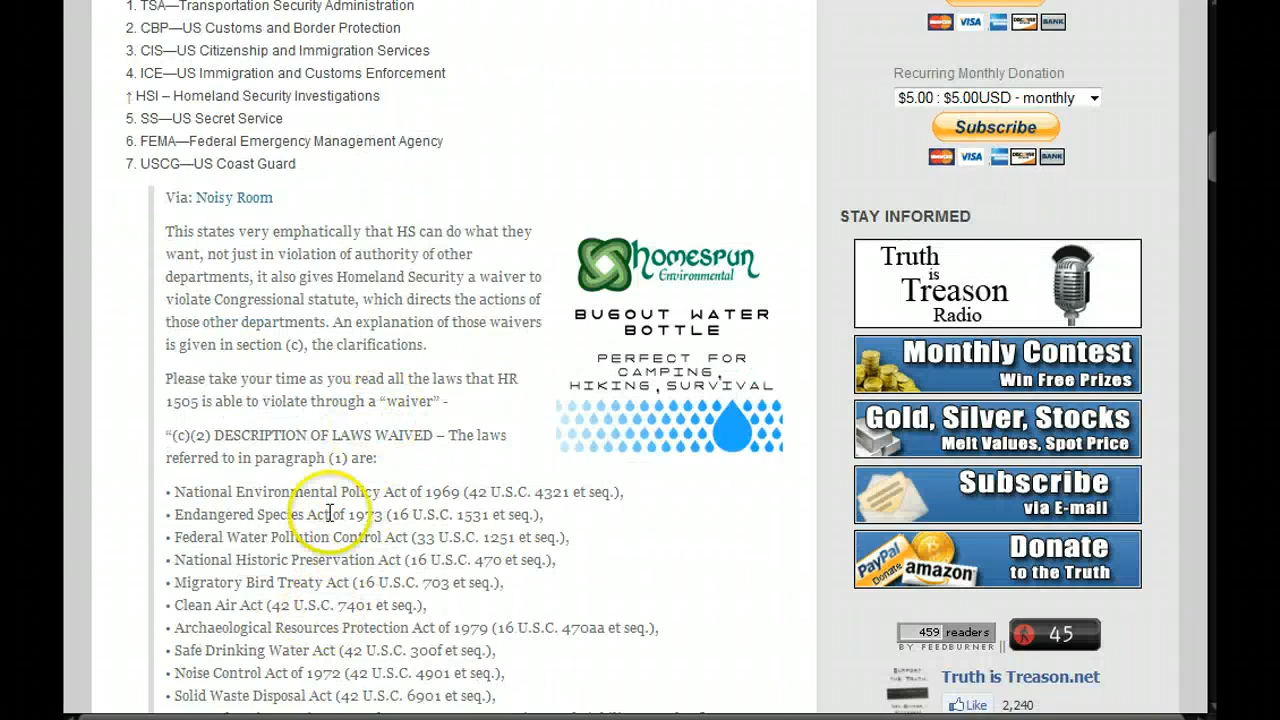 1. TSA—Transportation Security Administration
2. CBP—US Customs and Border Protection
3. CIS—US Citizenship and Immigration Services
4. ICE—US Immigration and Customs Enforcement
↑ HSI – Homeland Security Investigations
5. SS—US Secret Service
6. FEMA—Federal Emergency Management Agency
7. USCG—US Coast Guard
Via: Noisy Room
This states very emphatically that HS can do what they
want, not just in violation of authority of other
departments, it also gives Homeland Security a waiver to
violate Congressional statute, which directs the actions of
those other departments. An explanation of those waivers
is given in section (c), the clarifications.
Please take your time as you read all the laws that HR
1505 is able to violate through a “waiver” -
“(c)(2) DESCRIPTION OF LAWS WAIVED – The laws
referred to in paragraph (1) are:
• National Environmental Policy Act of 1969 (42 U.S.C. 4321 et seq.),
• Endangered Species Act of 1973 (16 U.S.C. 1531 et seq.),
• Federal Water Pollution Control Act (33 U.S.C. 1251 et seq.),
• National Historic Preservation Act (16 U.S.C. 470 et seq.),
• Migratory Bird Treaty Act (16 U.S.C. 703 et seq.),
• Clean Air Act (42 U.S.C. 7401 et seq.),
• Archaeological Resources Protection Act of 1979 (16 U.S.C. 470aa et seq.),
• Safe Drinking Water Act (42 U.S.C. 300f et seq.),
• Noise Control Act of 1972 (42 U.S.C. 4901 et seq.),
• Solid Waste Disposal Act (42 U.S.C. 6901 et seq.),
homespun
Environmental
BUGOUT WATER
BOTTLE
PERFECT FOR
CAMPING,
HIKING,SURVIVAL
VISA DISCOVER BANK
Recurring Monthly Donation
$5.00 : $5.00USD - monthly
Subscribe
VISA DISCOVER BANK
STAY INFORMED
Truth
is
Treason
Radio
Monthly Contest
Win Free Prizes
Gold, Silver, Stocks
Melt Values, Spot Price
Subscribe
via E-mail
Donate
to the Truth
PayPal
Donate
amazon
459 readers
BY FEEDBURNER
||
45
Truth is Treason.net
Like 2,240